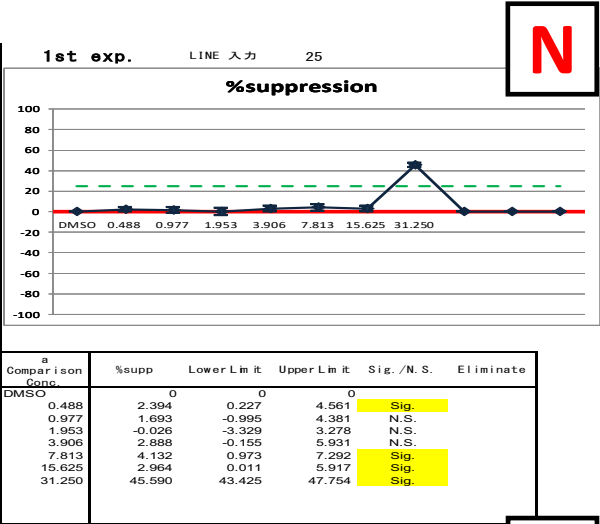 N
1st exp. LINE 入力 25
%suppression
100
80
60
40
20
0
-20
-40
-60
-80
-100
DMSO 0.488 0.977 1.953 3.906 7.813 15.625 31.250
a
Comparison
Conc.
%supp LowerLimit UpperLimit Sig./N.S. Eliminate
DMSO 0 0 0
0.488 2.394 0.227 4.561 Sig.
0.977 1.693 -0.995 4.381 N.S.
1.953 -0.026 -3.329 3.278 N.S.
3.906 2.888 -0.155 5.931 N.S.
7.813 4.132 0.973 7.292 Sig.
15.625 2.964 0.011 5.917 Sig.
31.250 45.590 43.425 47.754 Sig.